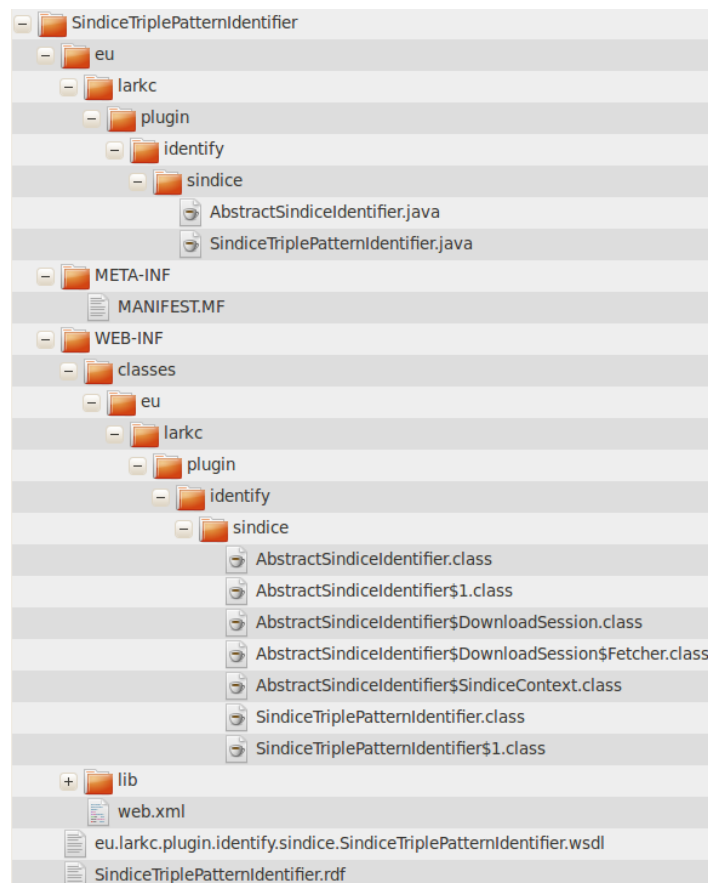 SindiceTriplePatternIdentifier
eu
larkc
plugin
identify
sindice
AbstractSindiceIdentifier.java
SindiceTriplePatternIdentifier.java
META-INF
MANIFEST.MF
WEB-INF
classes
eu
larkc
plugin
identify
sindice
AbstractSindiceIdentifier.class
AbstractSindiceIdentifier$1.class
AbstractSindiceIdentifier$DownloadSession.class
AbstractSindiceIdentifier$DownloadSession$Fetcher.class
AbstractSindiceIdentifier$SindiceContext.class
SindiceTriplePatternIdentifier.class
SindiceTriplePatternIdentifier$1.class
lib
web.xml
eu.larkc.plugin.identify.sindice.SindiceTriplePatternIdentifier.wsdl
SindiceTriplePatternIdentifier.rdf